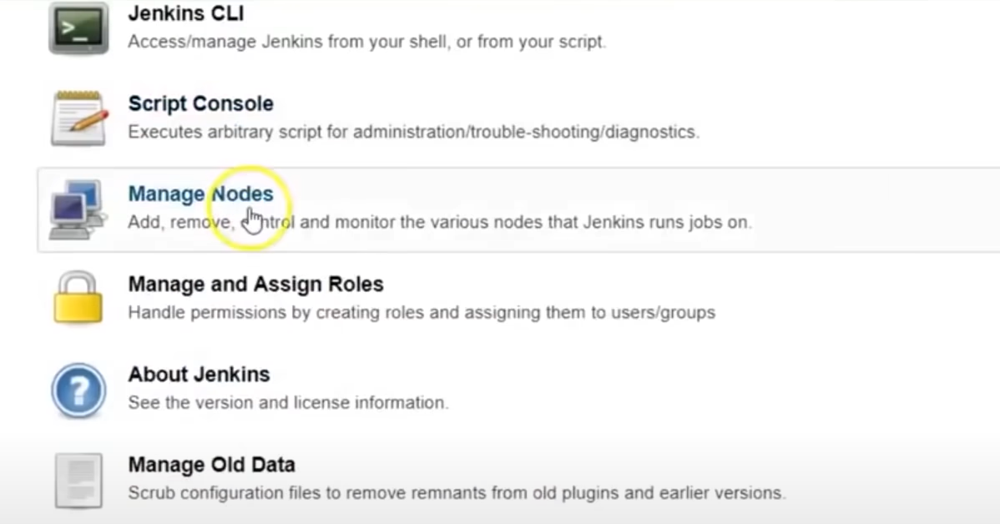 Jenkins CLI
Access/manage Jenkins from your shell, or from your script.
Script Console
Executes arbitrary script for administration/trouble-shooting/diagnostics.
Manage Nodes
Add, remove, control and monitor the various nodes that Jenkins runs jobs on.
Manage and Assign Roles
Handle permissions by creating roles and assigning them to users/groups
About Jenkins
See the version and license information.
Manage Old Data
Scrub configuration files to remove remnants from old plugins and earlier versions.